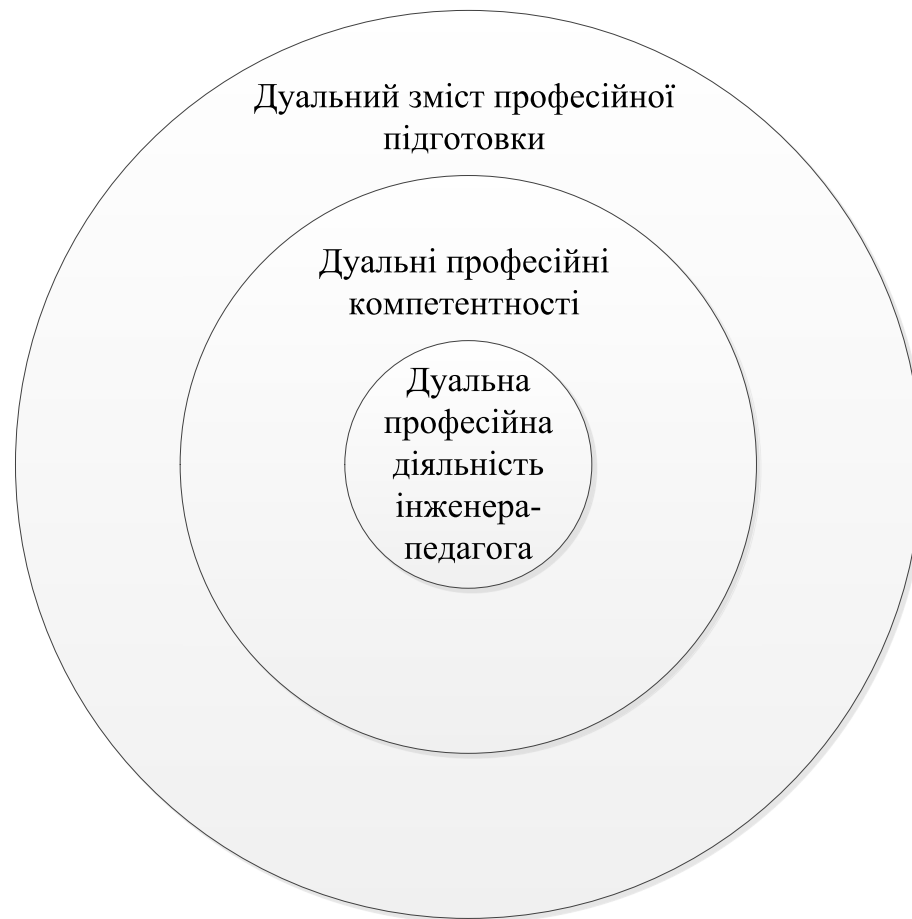 Дуальний зміст професійної
підготовки
Дуальні професійні
компетентності
Дуальна
професійна
діяльність
інженера-
педагога